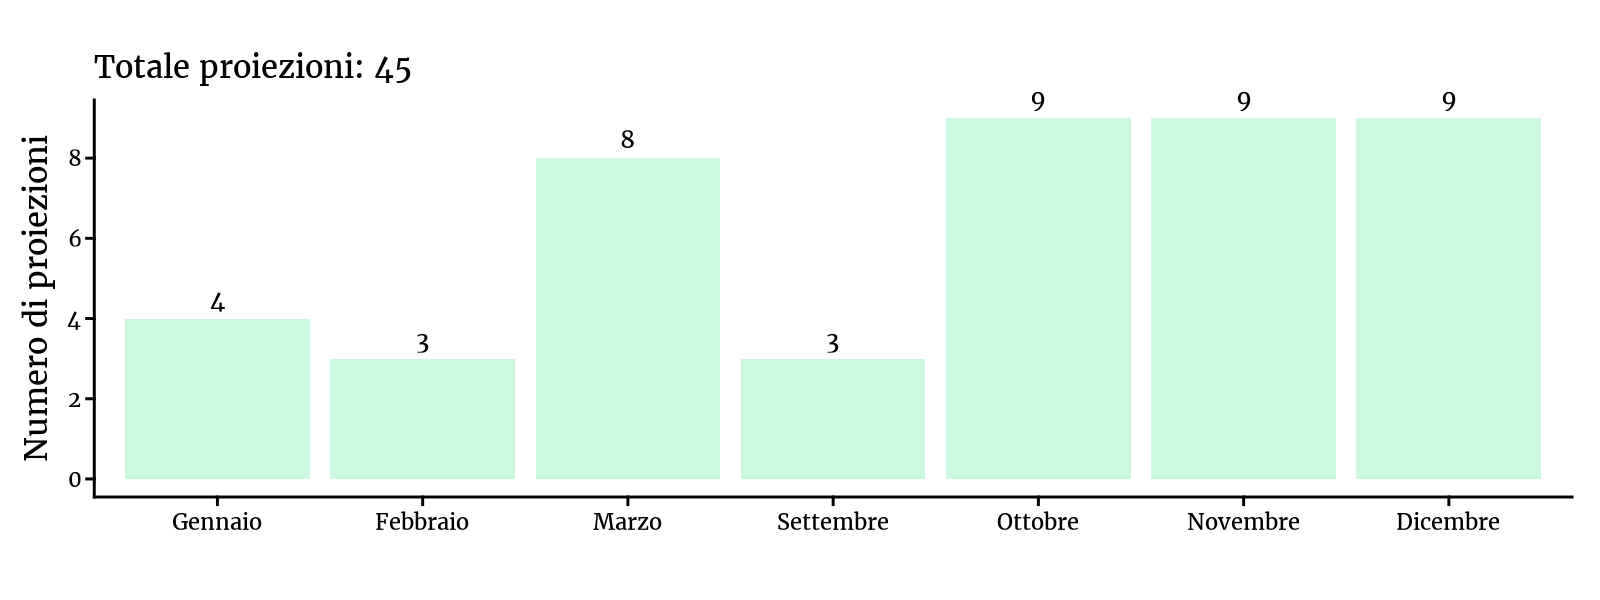 Totale proiezioni: 45
Numero di proiezioni
8
6
4
2
0
4
3
8
3
9
9
9
Gennaio
Febbraio
Marzo
Settembre
Ottobre
Novembre
Dicembre